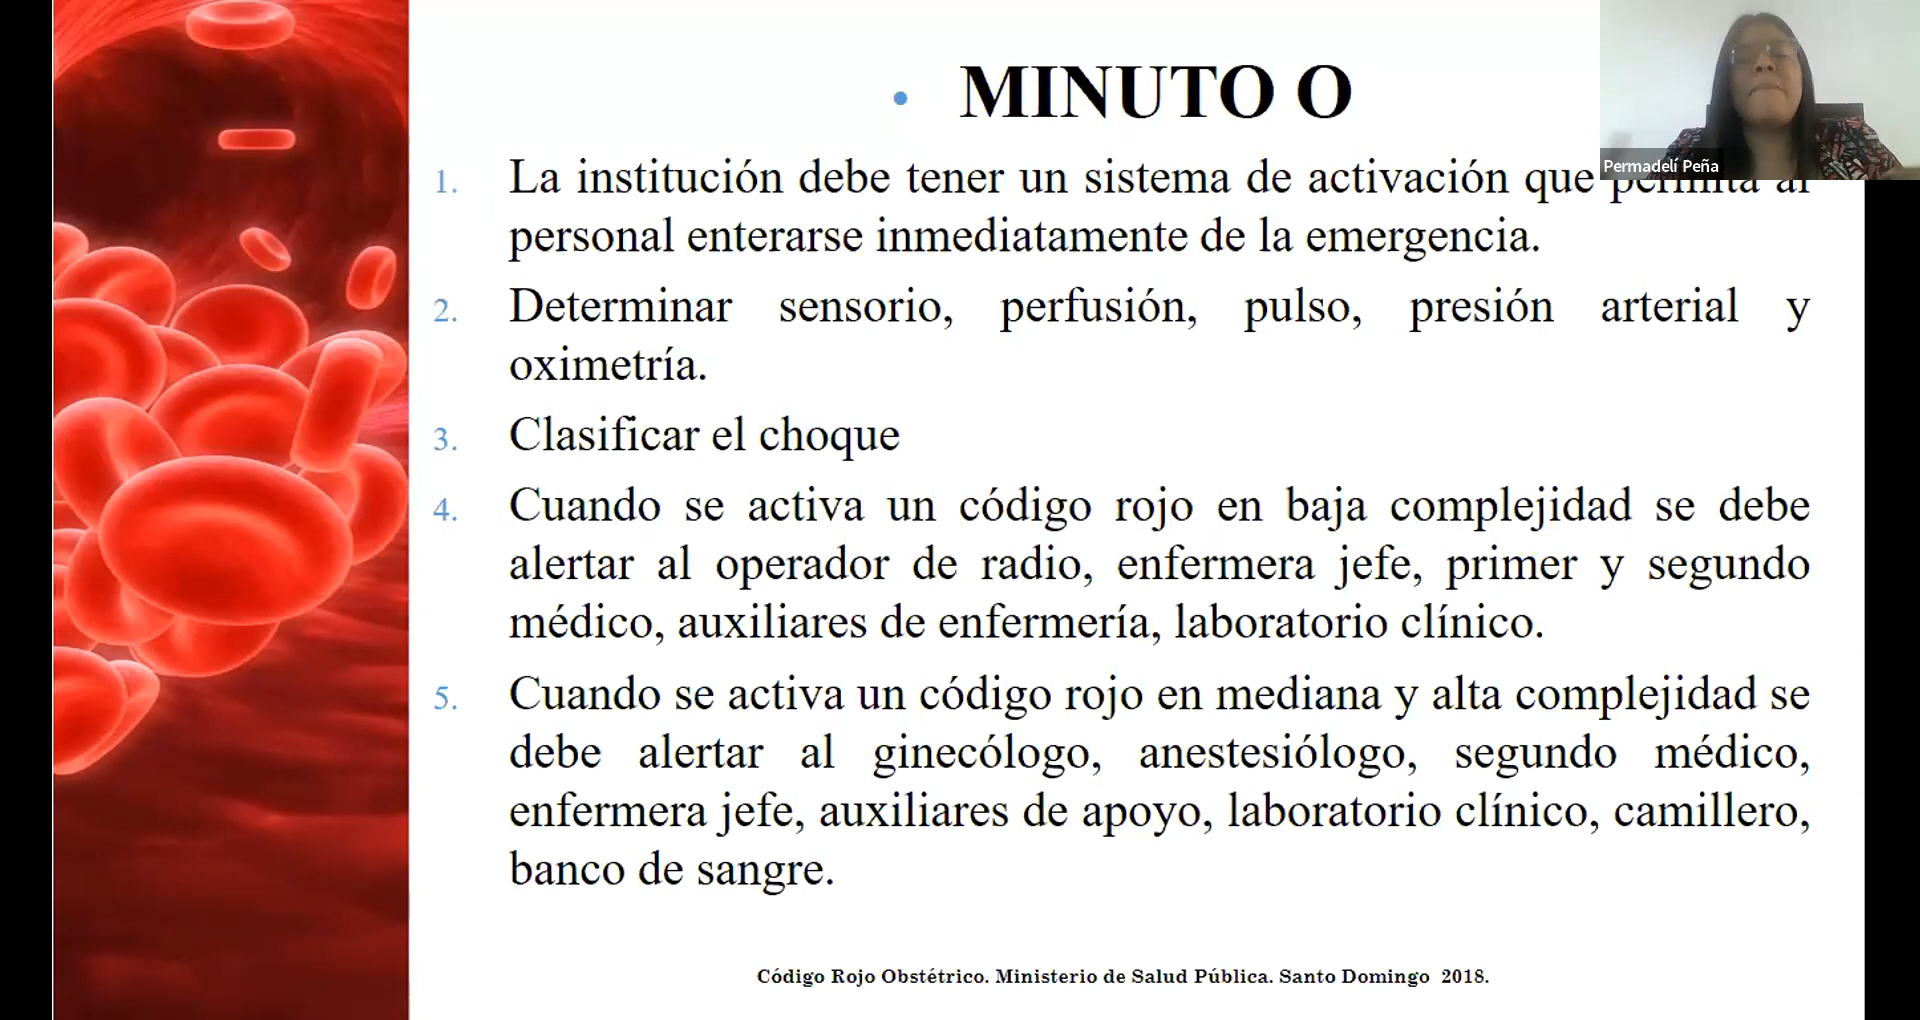 • MINUTO O
Permadelí Peña
1. La institución debe tener un sistema de activación que permita al
personal enterarse inmediatamente de la emergencia.
2. Determinar sensorio, perfusión, pulso, presión arterial y
oximetría.
3. Clasificar el choque
4. Cuando se activa un código rojo en baja complejidad se debe
alertar al operador de radio, enfermera jefe, primer y segundo
médico, auxiliares de enfermería, laboratorio clínico.
5. Cuando se activa un código rojo en mediana y alta complejidad se
debe alertar al ginecólogo, anestesiólogo, segundo médico,
enfermera jefe, auxiliares de apoyo, laboratorio clínico, camillero,
banco de sangre.
Código Rojo Obstétrico. Ministerio de Salud Pública. Santo Domingo 2018.